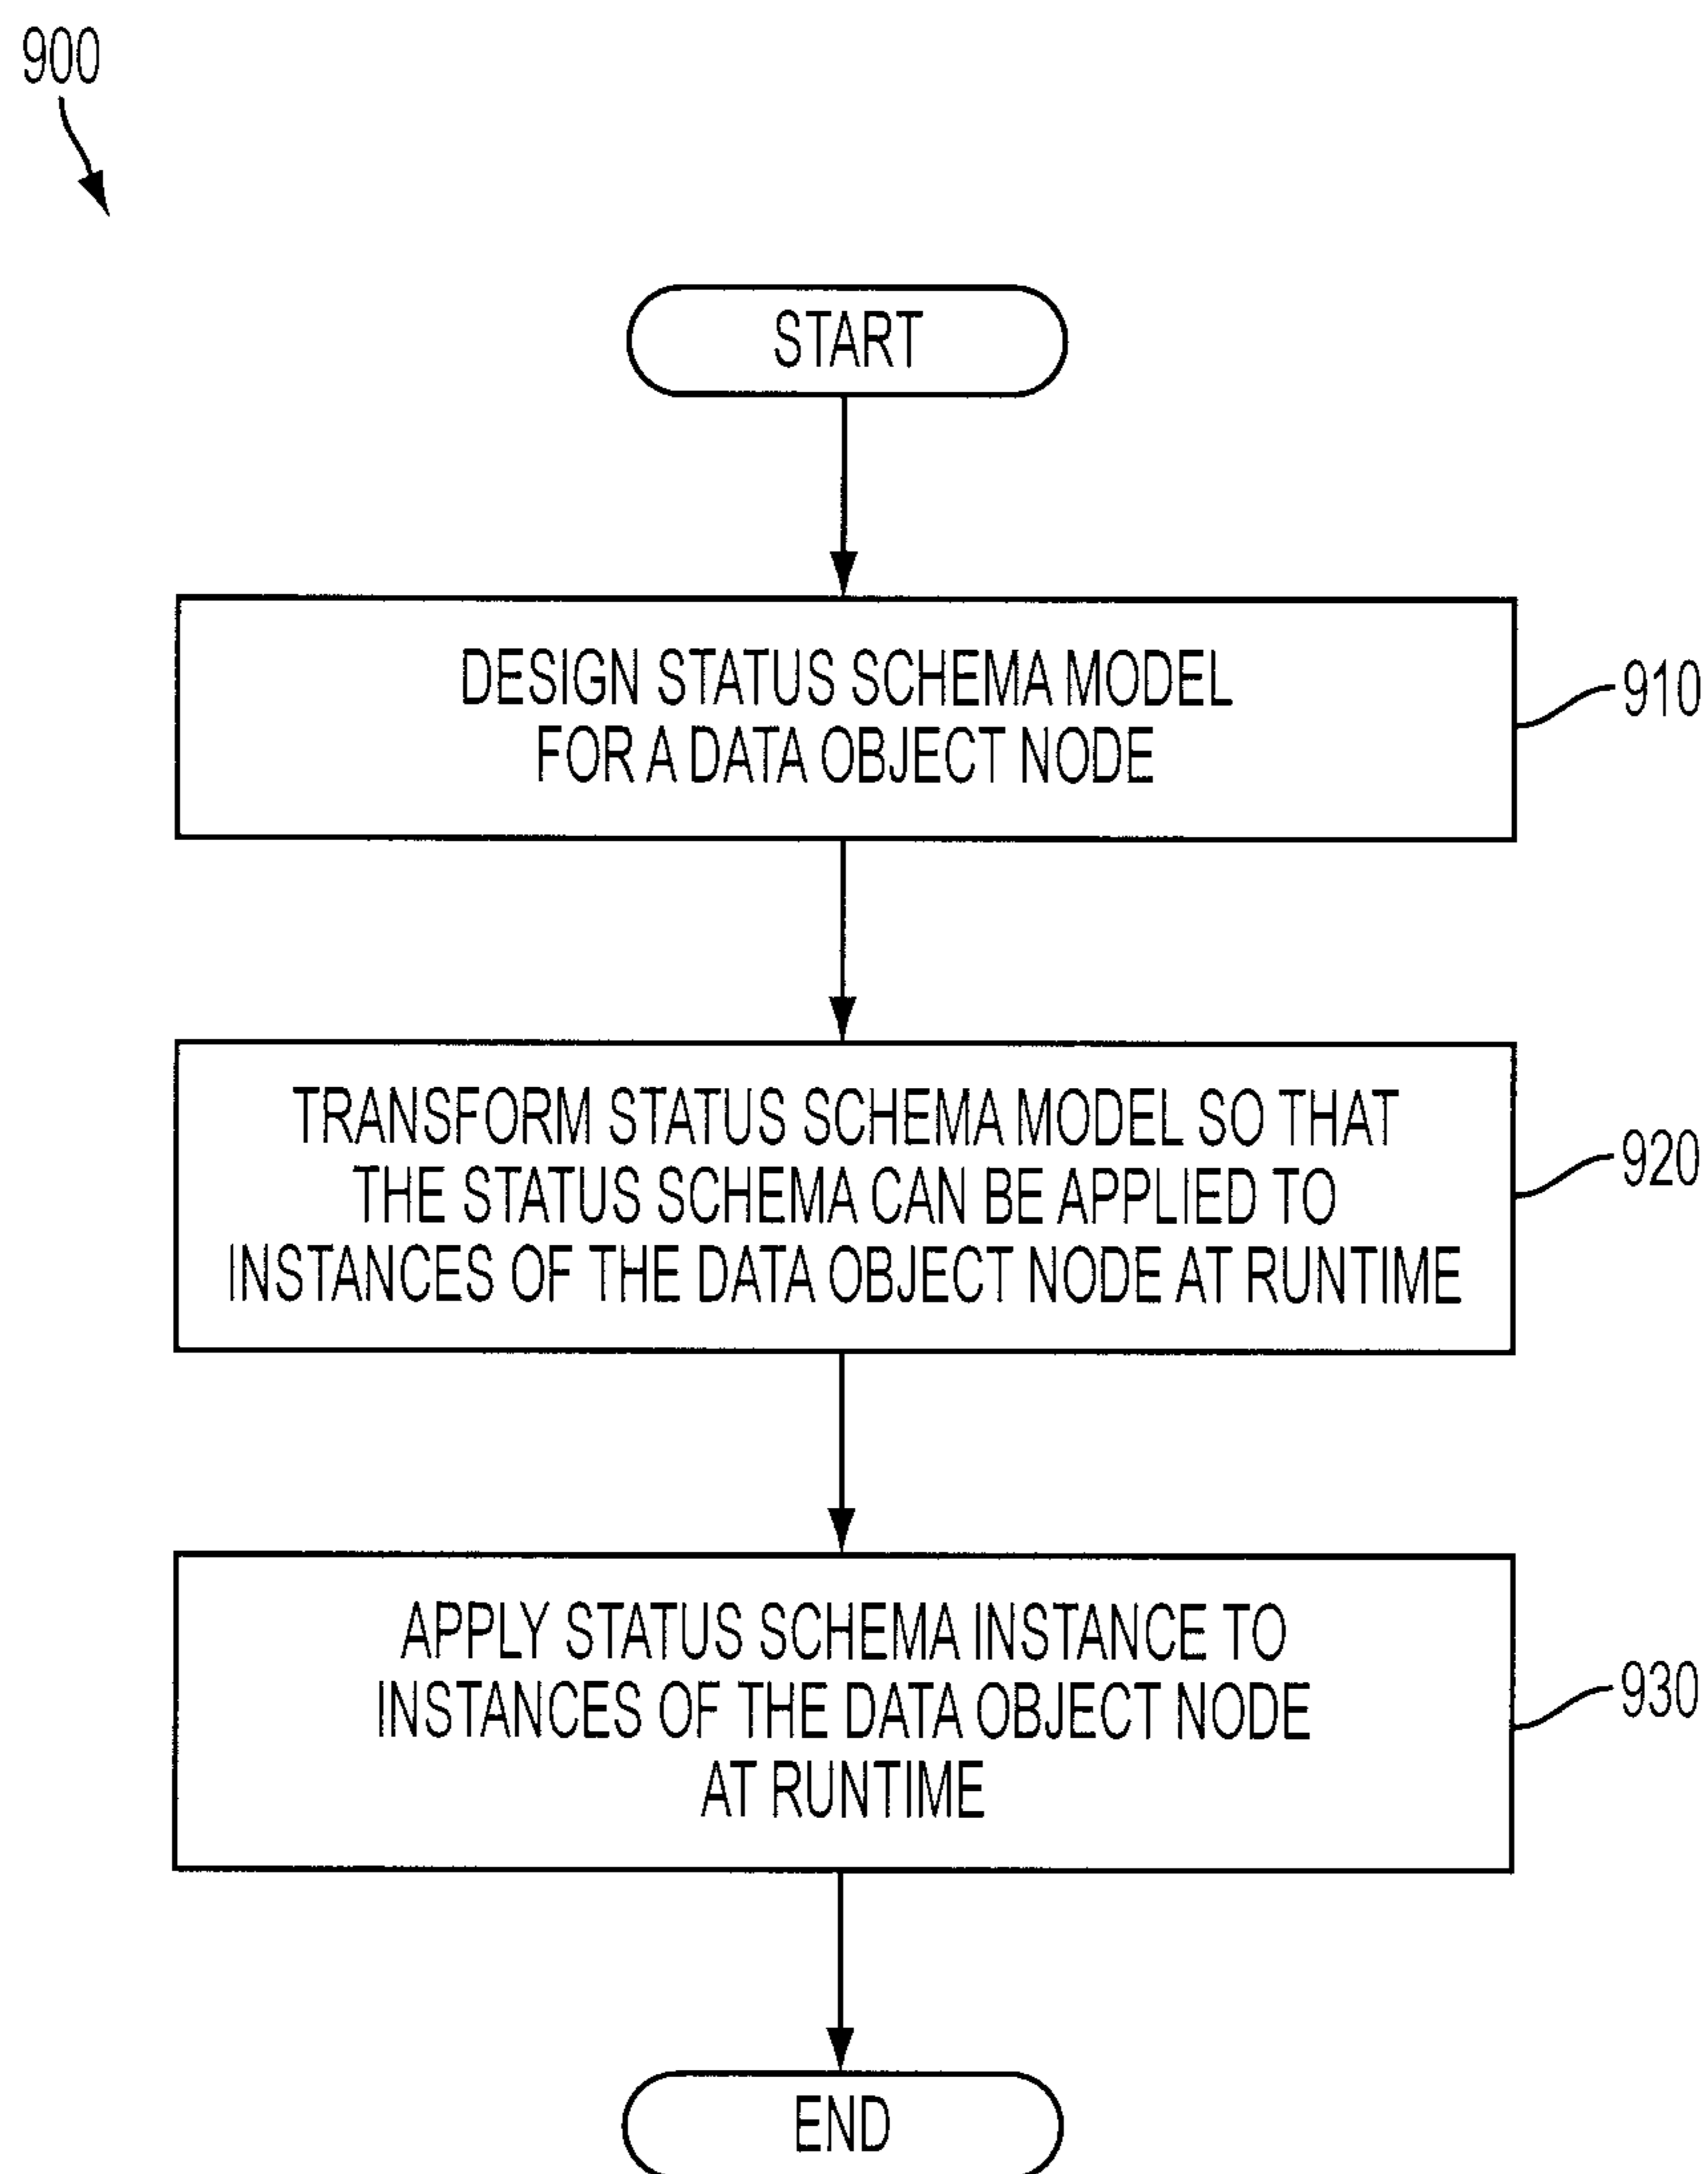 900
START
DESIGN STATUS SCHEMA MODEL
FOR A DATA OBJECT NODE
910
TRANSFORM STATUS SCHEMA MODEL SO THAT
THE STATUS SCHEMA CAN BE APPLIED TO
INSTANCES OF THE DATA OBJECT NODE AT RUNTIME
920
APPLY STATUS SCHEMA INSTANCE TO
INSTANCES OF THE DATA OBJECT NODE
AT RUNTIME
930
END